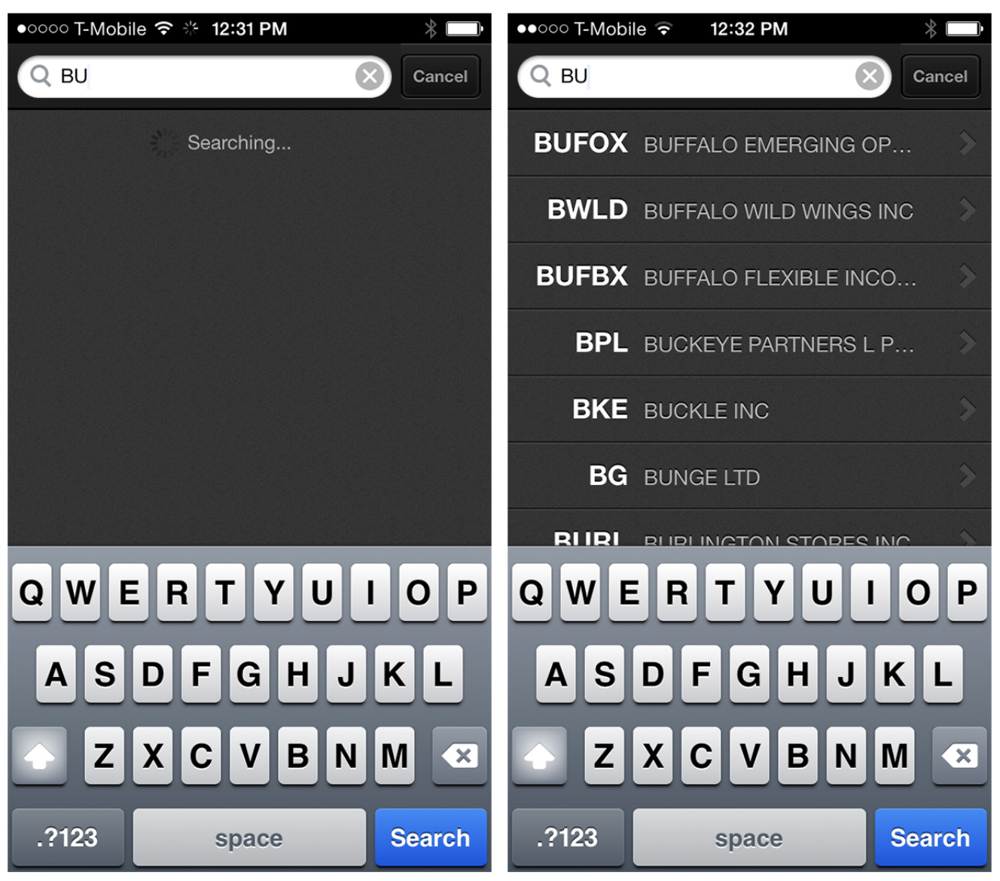 T-Mobile 12:31 PM
BU
Cancel
Searching...
Q W E R T Y U I O P
A S D F G H J K L
Z X C V B N M
.?123 space Search
T-Mobile 12:32 PM
BU
Cancel
BUFOX BUFFALO EMERGING OP...
BWLD BUFFALO WILD WINGS INC
BUFBX BUFFALO FLEXIBLE INCO...
BPL BUCKEYE PARTNERS L P...
BKE BUCKLE INC
BG BUNGE LTD
BURL BURLINGTON STORES INC
Q W E R T Y U I O P
A S D F G H J K L
Z X C V B N M
.?123 space Search